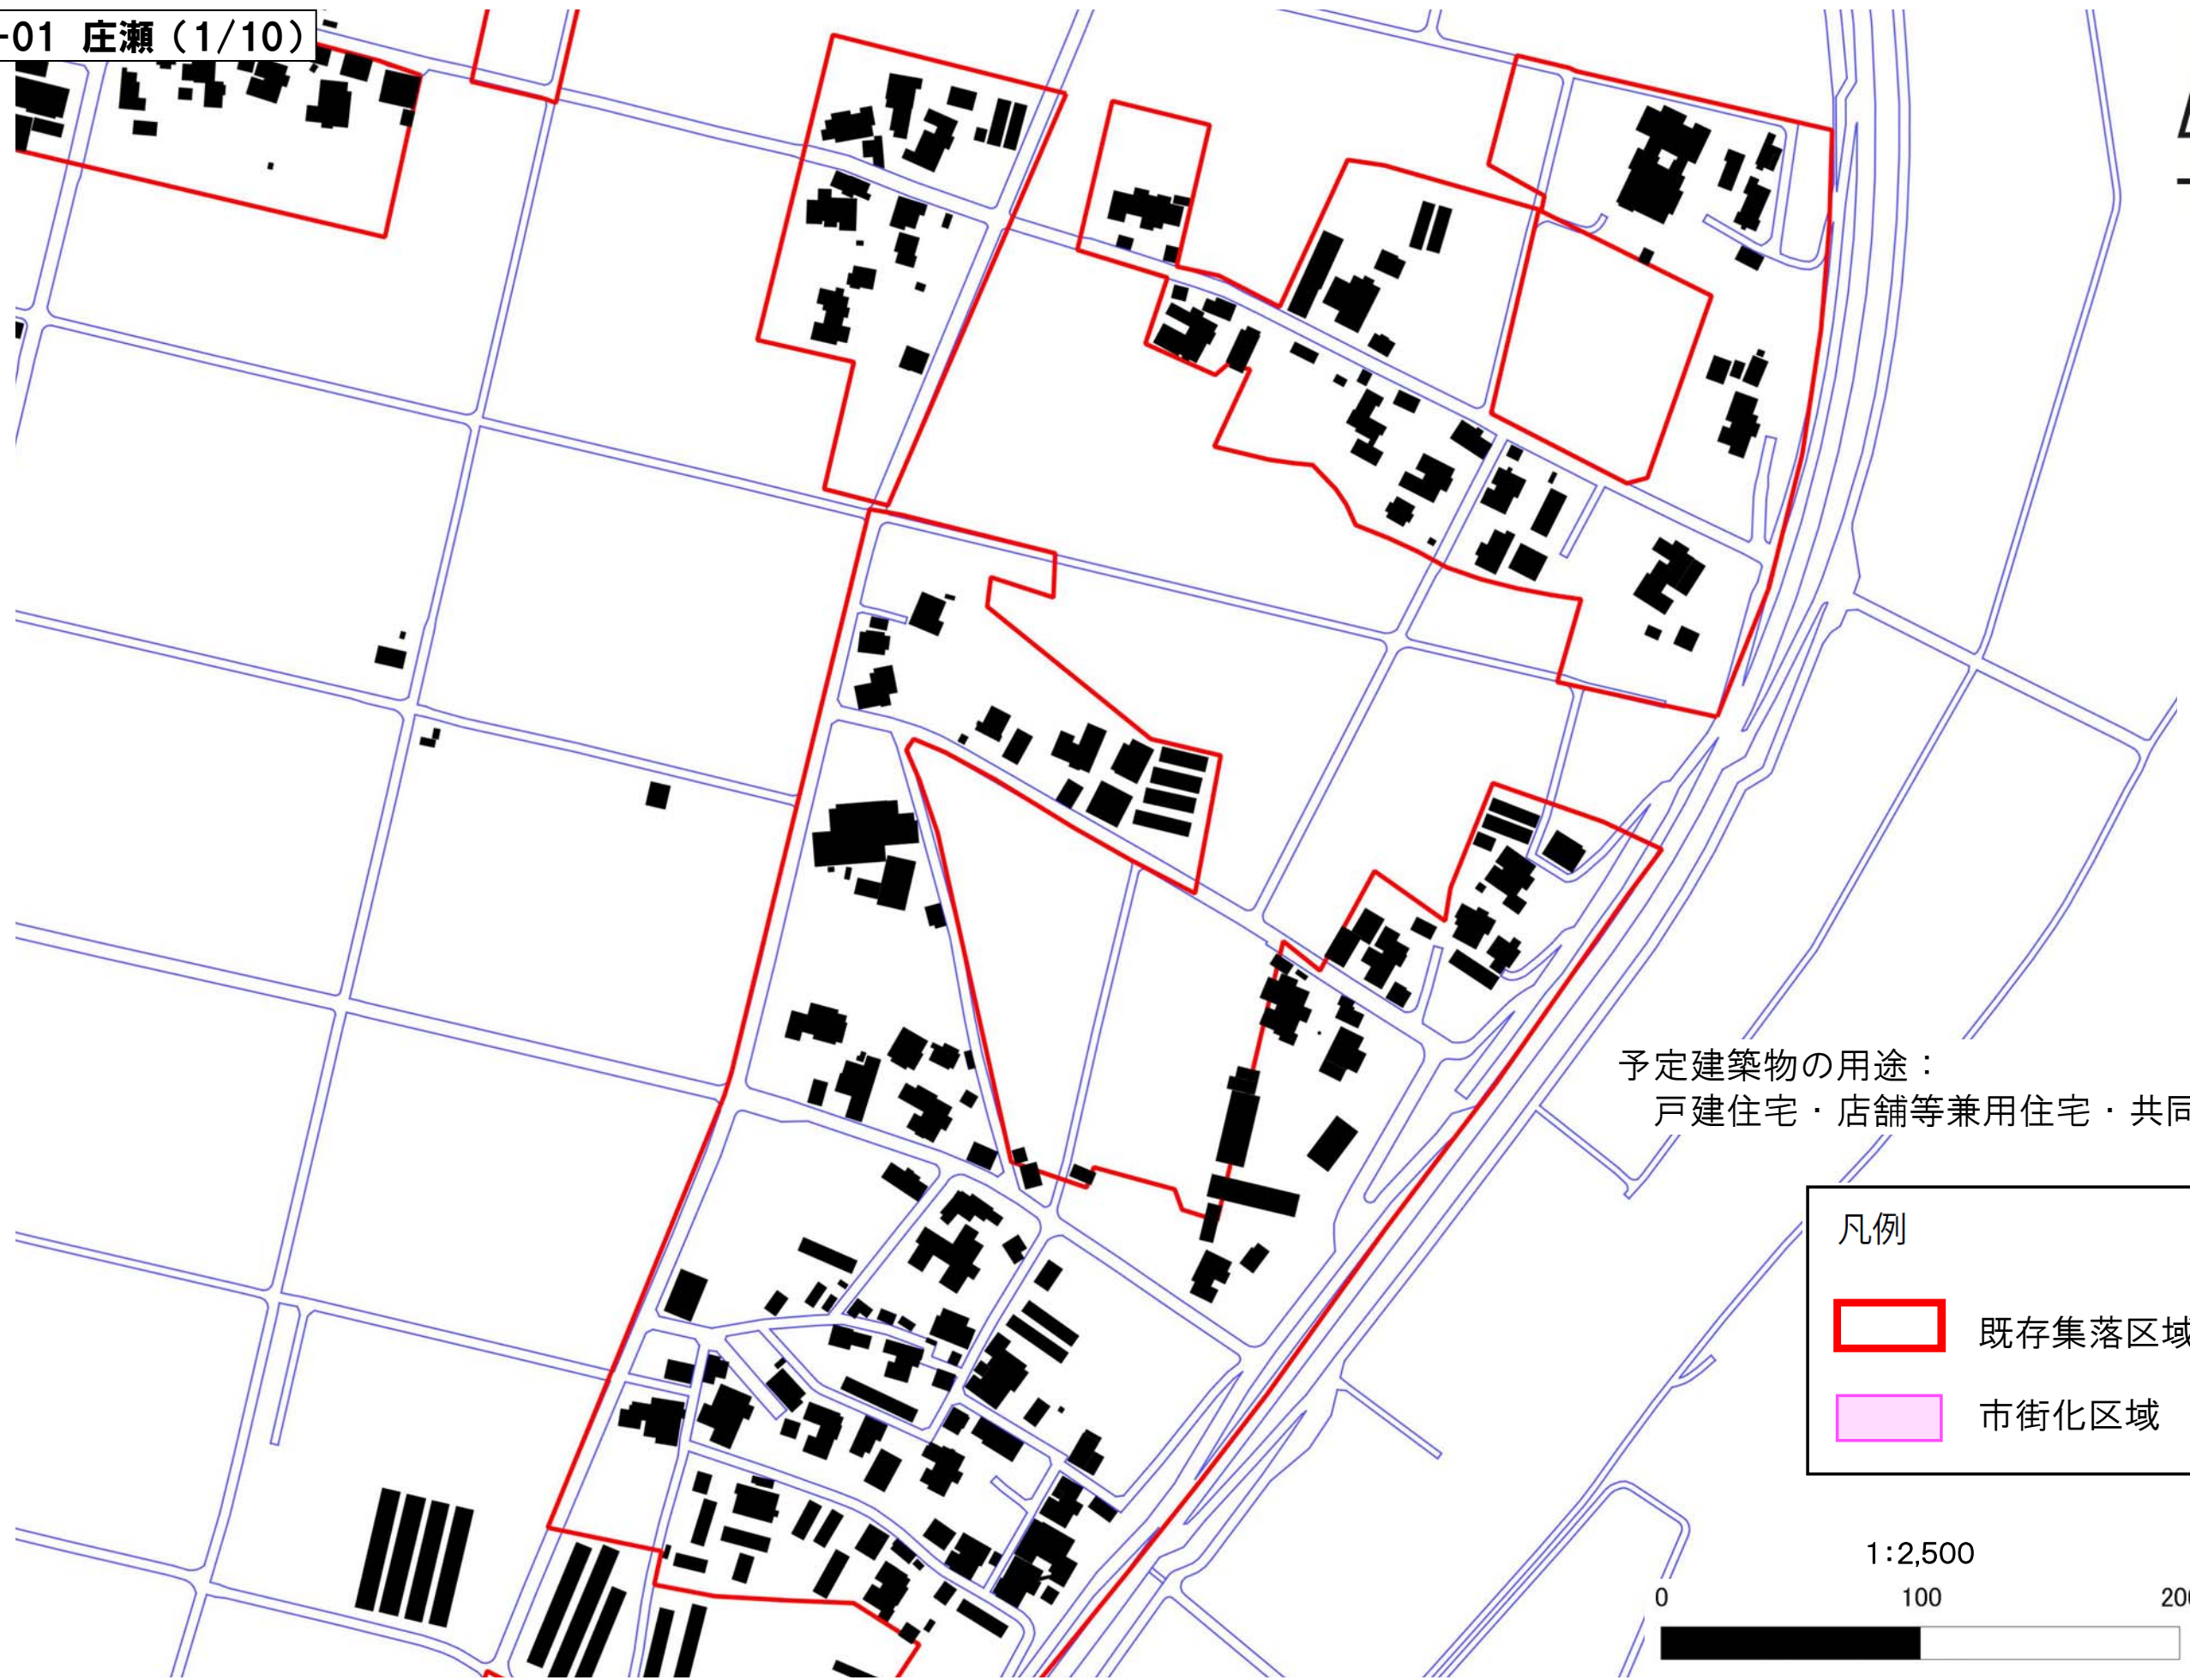 -01 庄瀬（1/10）
予定建築物の用途：
戸建住宅・店舗等兼用住宅・共同
凡例
既存集落区域
市街化区域
1:2,500
0 100 200